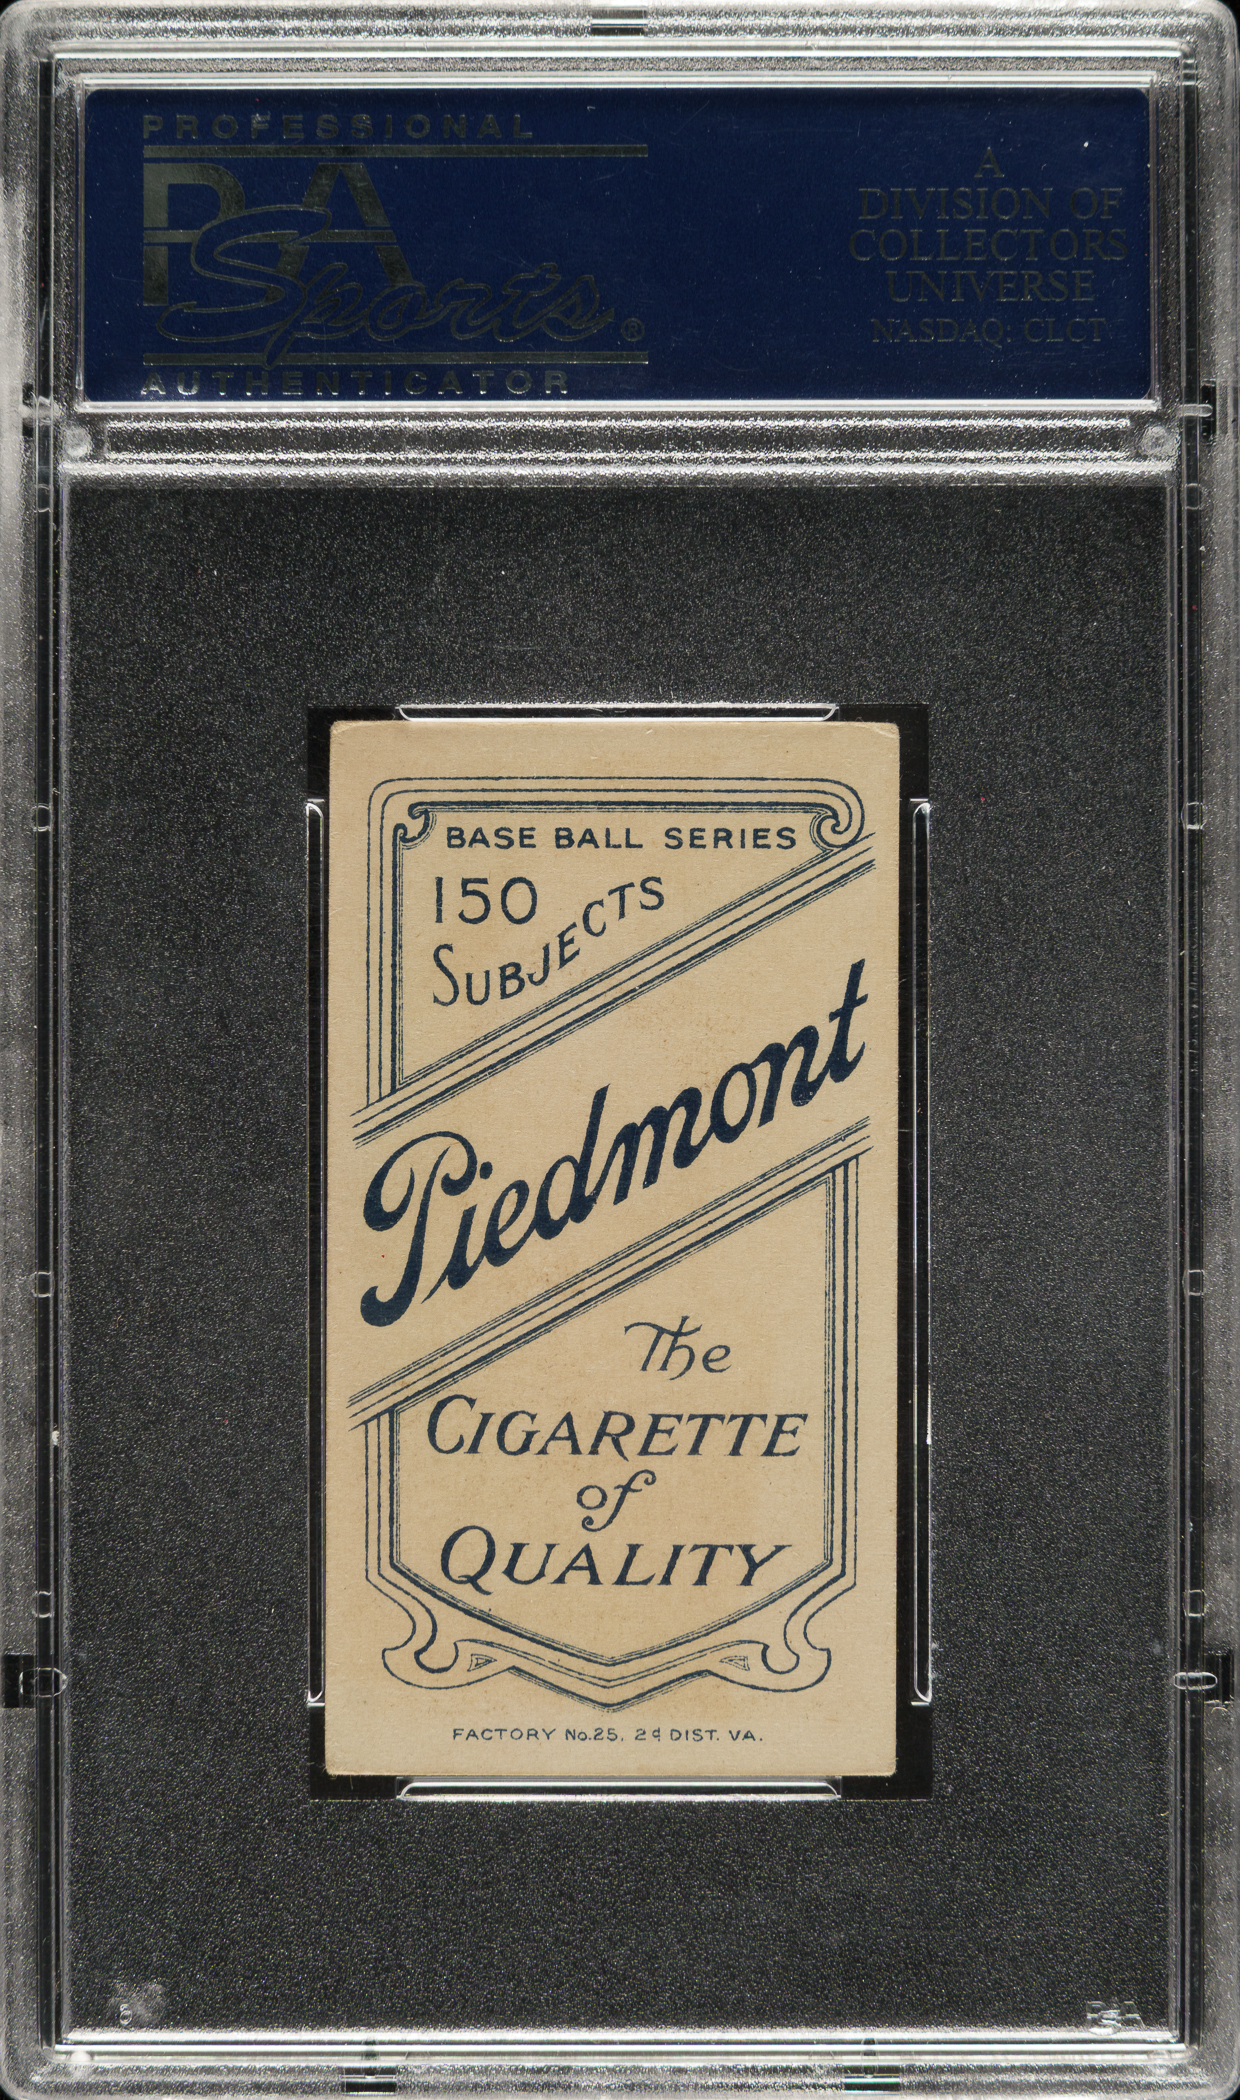 PROFESSIONAL
PSA
Sports®
AUTHENTICATOR
A
DIVISION OF
COLLECTORS
UNIVERSE
NASDAQ: CLCT
BASE BALL SERIES
150
SUBJECTS
Piedmont
The
CIGARETTE
of
QUALITY
FACTORY No.25, 2d DIST. VA.
PSA